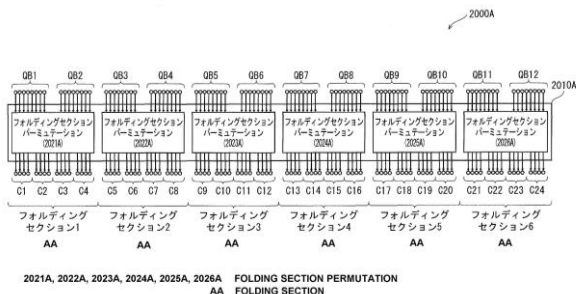 2000A
QB1 QB2 QB3 QB4 QB5 QB6 QB7 QB8 QB9 QB10 QB11 QB12
2010A
フォルディングセクション フォルディングセクション フォルディングセクション フォルディングセクション フォルディングセクション フォルディングセクション
パーミュテーション パーミュテーション パーミュテーション パーミュテーション パーミュテーション パーミュテーション
(2021A) (2022A) (2023A) (2024A) (2025A) (2026A)
C1 C2 C3 C4 C5 C6 C7 C8 C9 C10 C11 C12 C13 C14 C15 C16 C17 C18 C19 C20 C21 C22 C23 C24
フォルディング フォルディング フォルディング フォルディング フォルディング フォルディング
セクション1 セクション2 セクション3 セクション4 セクション5 セクション6
AA AA AA AA AA AA
2021A, 2022A, 2023A, 2024A, 2025A, 2026A FOLDING SECTION PERMUTATION
AA FOLDING SECTION